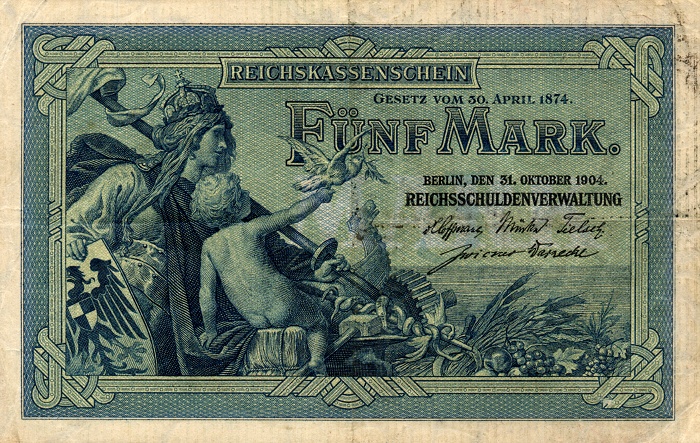 REICHSKASSENSCHEIN
GESETZ VOM 30. APRIL 1874.
FÜNF MARK.
BERLIN, DEN 31. OKTOBER 1904.
REICHSSCHULDENVERWALTUNG